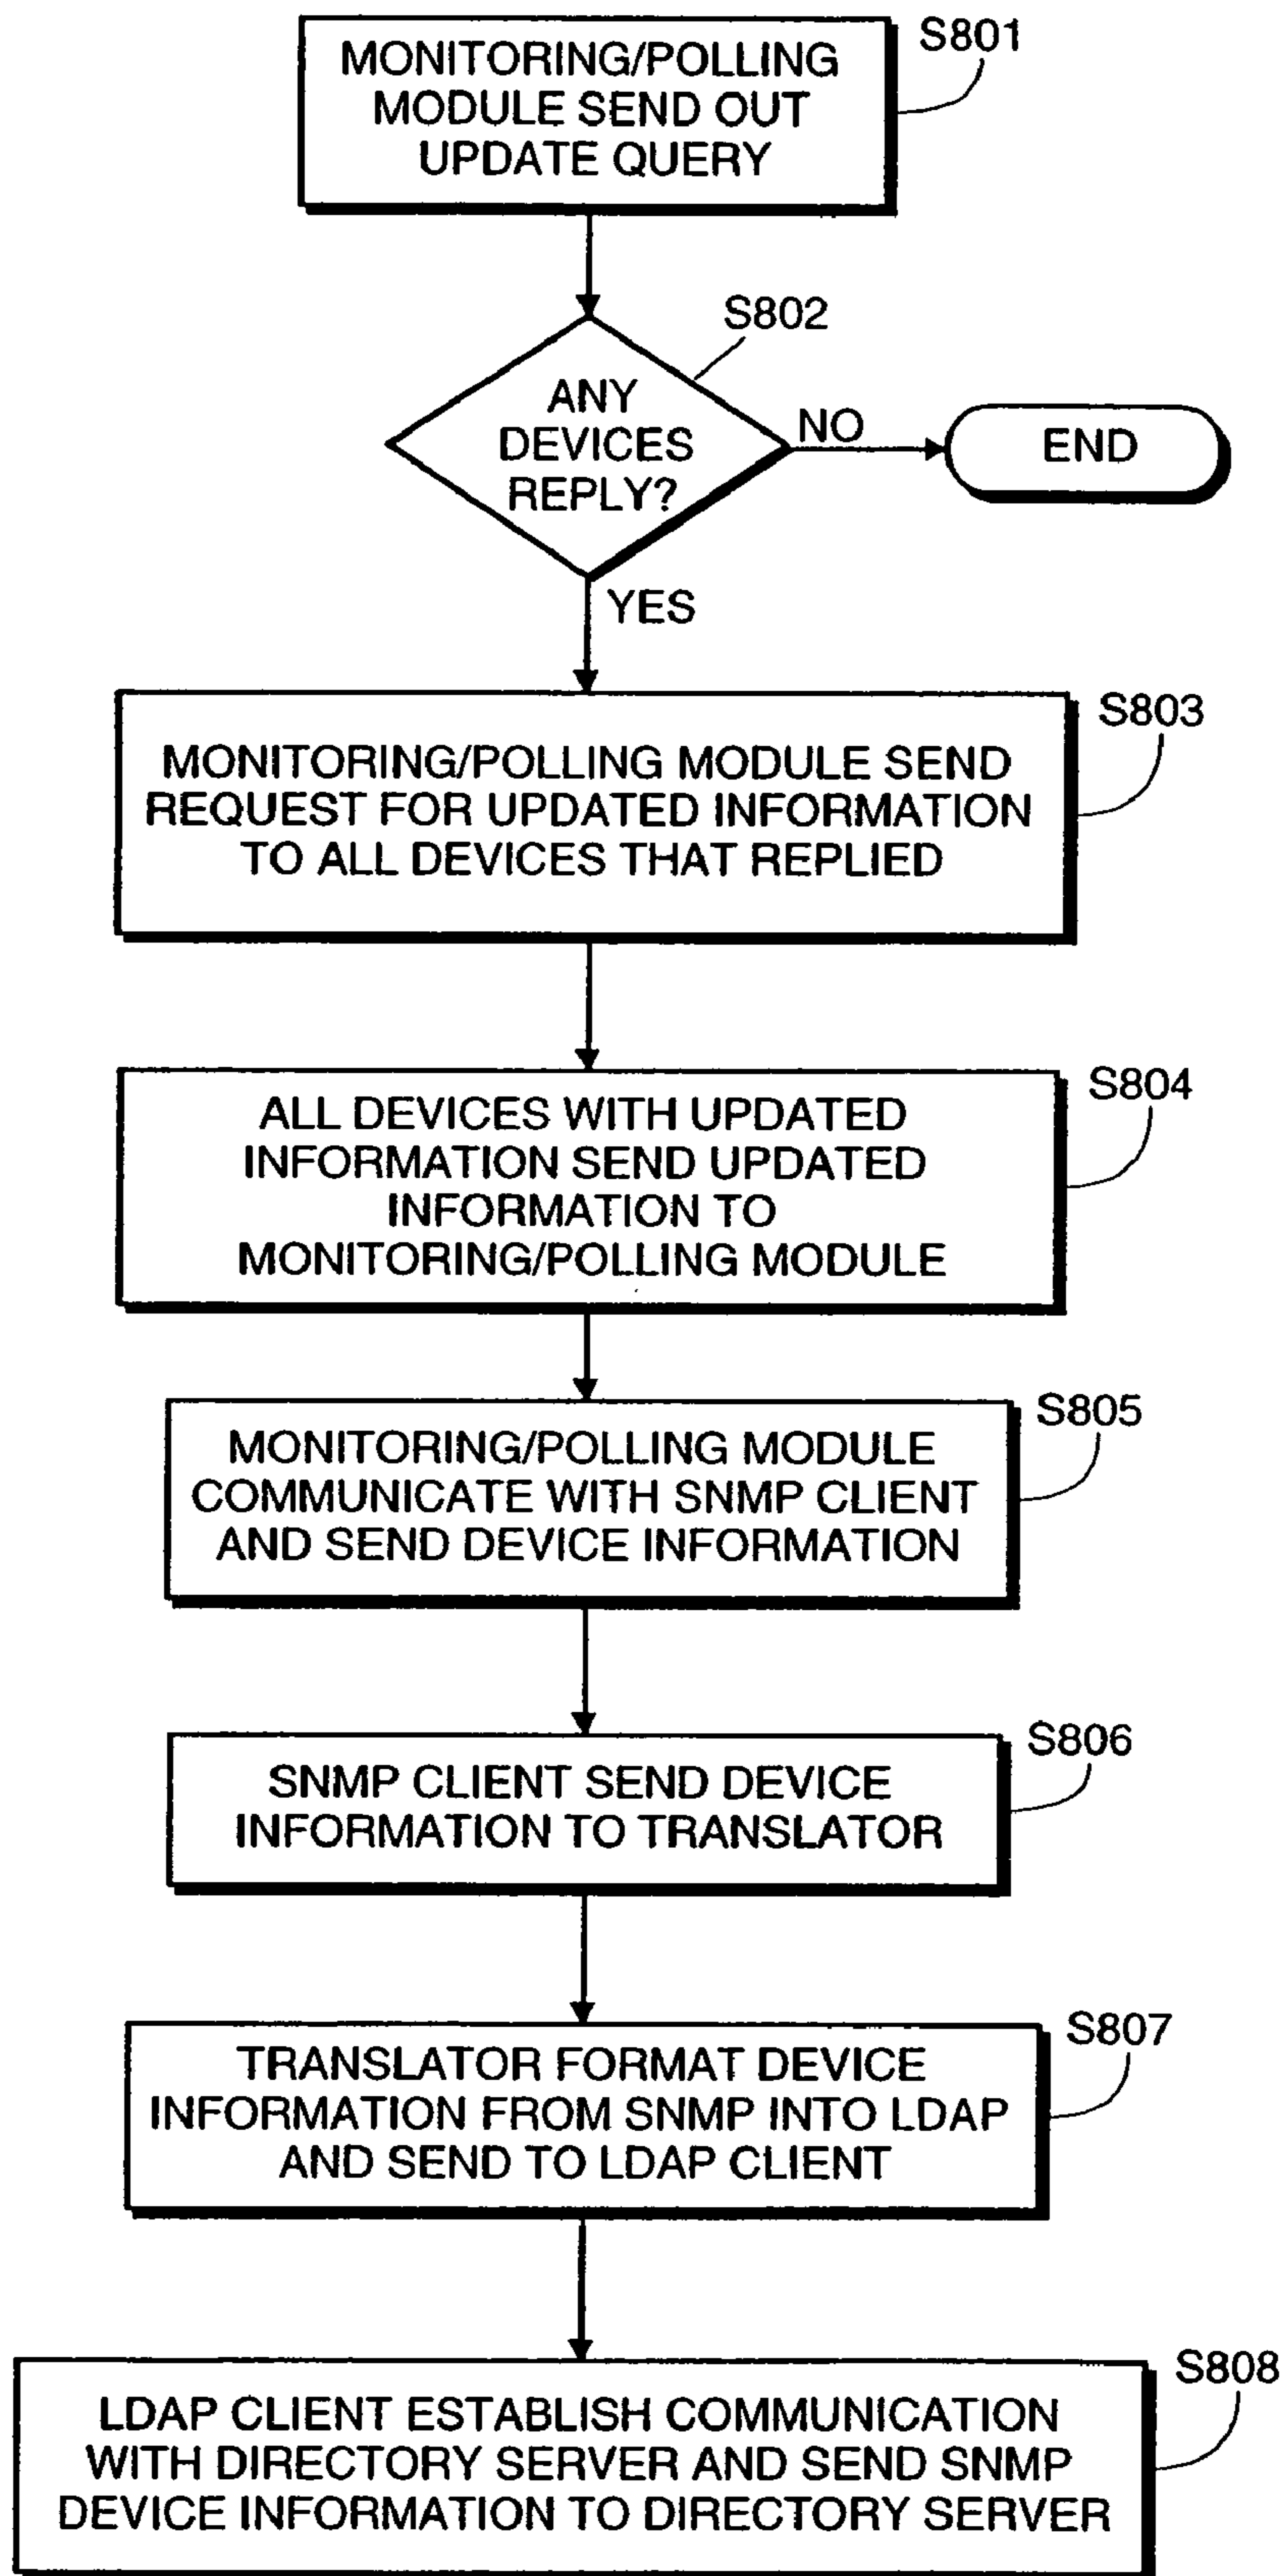 MONITORING/POLLING
MODULE SEND OUT
UPDATE QUERY
S801
S802
ANY
DEVICES
REPLY?
NO
END
YES
S803
MONITORING/POLLING MODULE SEND
REQUEST FOR UPDATED INFORMATION
TO ALL DEVICES THAT REPLIED
S804
ALL DEVICES WITH UPDATED
INFORMATION SEND UPDATED
INFORMATION TO
MONITORING/POLLING MODULE
S805
MONITORING/POLLING MODULE
COMMUNICATE WITH SNMP CLIENT
AND SEND DEVICE INFORMATION
S806
SNMP CLIENT SEND DEVICE
INFORMATION TO TRANSLATOR
S807
TRANSLATOR FORMAT DEVICE
INFORMATION FROM SNMP INTO LDAP
AND SEND TO LDAP CLIENT
S808
LDAP CLIENT ESTABLISH COMMUNICATION
WITH DIRECTORY SERVER AND SEND SNMP
DEVICE INFORMATION TO DIRECTORY SERVER